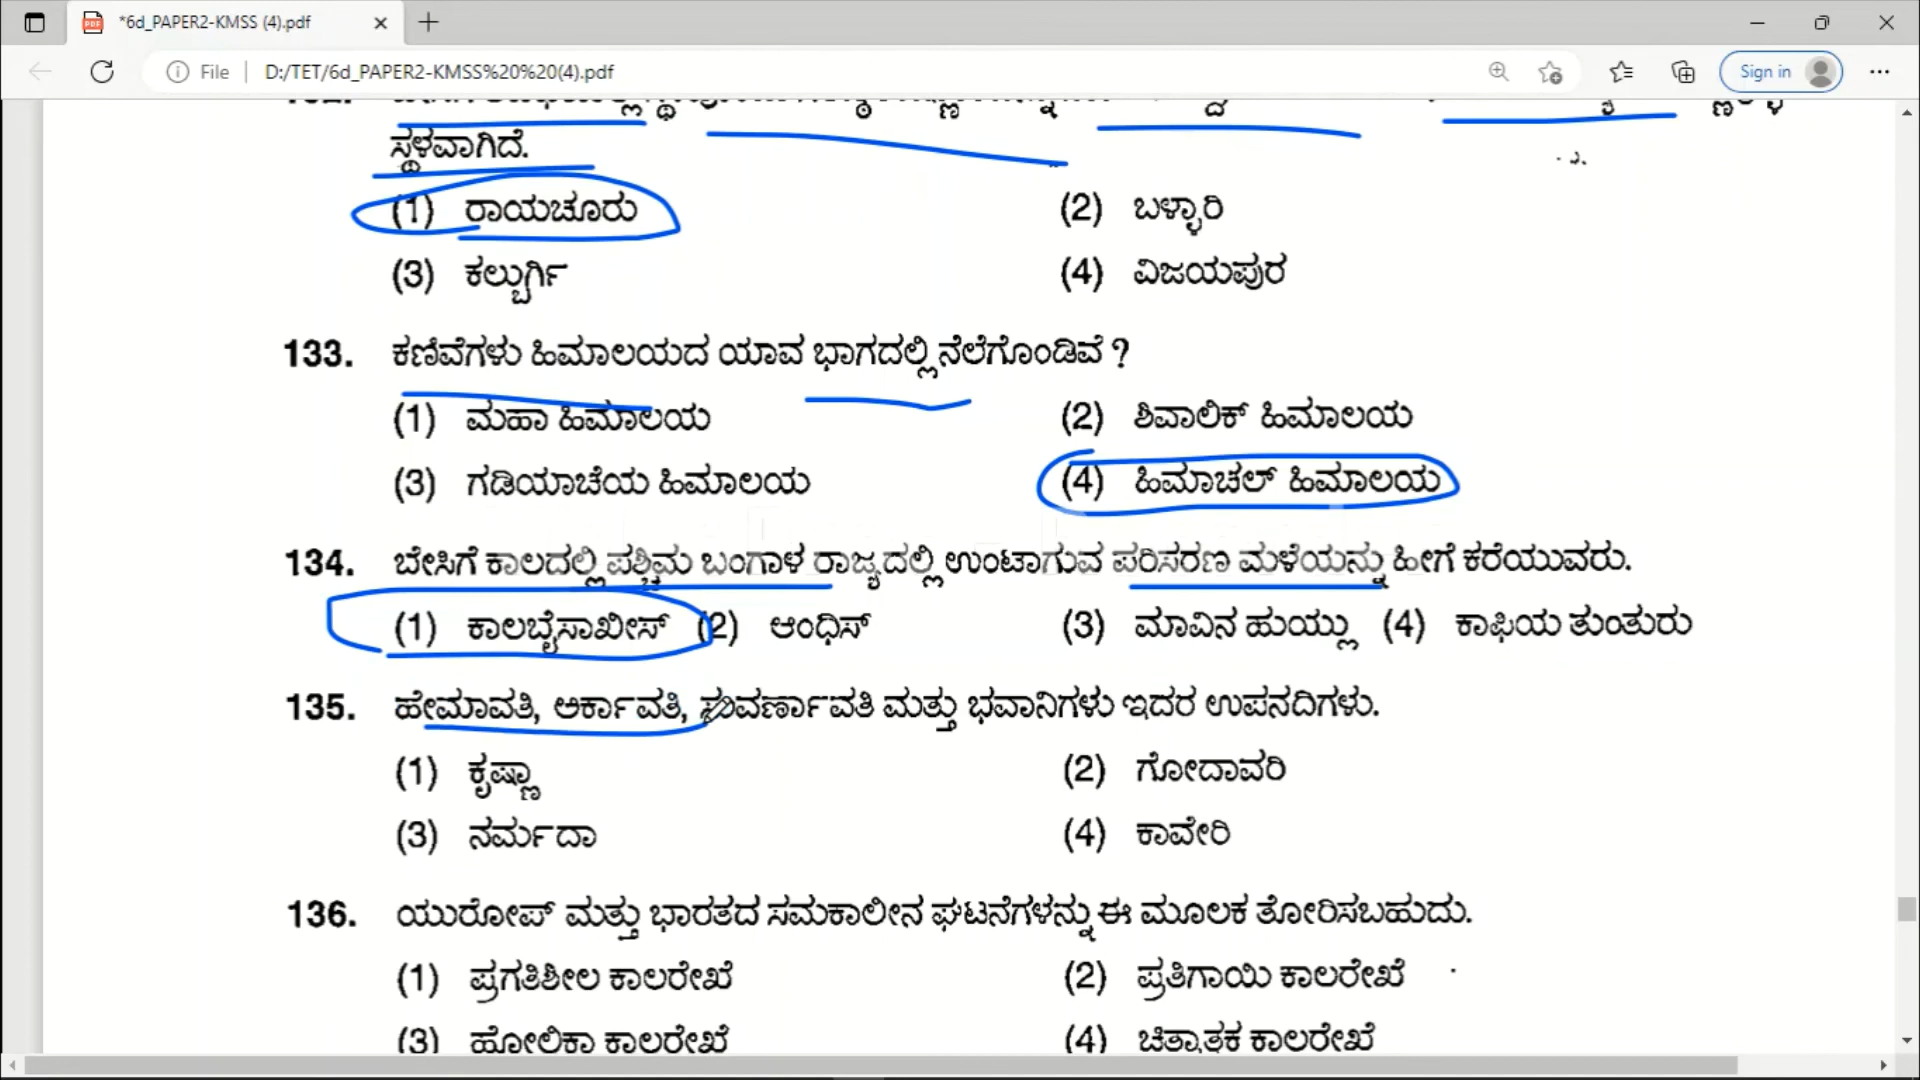 *6d_PAPER2-KMSS (4).pdf
File D:/TET/6d_PAPER2-KMSS%20%20(4).pdf Sign in
ಸ್ಥಳವಾಗಿದೆ.
(1) ರಾಯಚೂರು (2) ಬಳ್ಳಾರಿ
(3) ಕಲ್ಬುರ್ಗಿ (4) ವಿಜಯಪುರ
133. ಕಣಿವೆಗಳು ಹಿಮಾಲಯದ ಯಾವ ಭಾಗದಲ್ಲಿ ನೆಲೆಗೊಂಡಿವೆ ?
(1) ಮಹಾ ಹಿಮಾಲಯ (2) ಶಿವಾಲಿಕ್ ಹಿಮಾಲಯ
(3) ಗಡಿಯಾಚೆಯ ಹಿಮಾಲಯ (4) ಹಿಮಾಚಲ್ ಹಿಮಾಲಯ
134. ಬೇಸಿಗೆ ಕಾಲದಲ್ಲಿ ಪಶ್ಚಿಮ ಬಂಗಾಳ ರಾಜ್ಯದಲ್ಲಿ ಉಂಟಾಗುವ ಪರಿಸರಣ ಮಳೆಯನ್ನು ಹೀಗೆ ಕರೆಯುವರು.
(1) ಕಾಲಬೈಸಾಖೀಸ್ (2) ಆಂಧಿಸ್ (3) ಮಾವಿನ ಹುಯ್ಲು (4) ಕಾಫಿಯ ತುಂತುರು
135. ಹೇಮಾವತಿ, ಅರ್ಕಾವತಿ, ಸುವರ್ಣಾವತಿ ಮತ್ತು ಭವಾನಿಗಳು ಇದರ ಉಪನದಿಗಳು.
(1) ಕೃಷ್ಣಾ (2) ಗೋದಾವರಿ
(3) ನರ್ಮದಾ (4) ಕಾವೇರಿ
136. ಯುರೋಪ್ ಮತ್ತು ಭಾರತದ ಸಮಕಾಲೀನ ಘಟನೆಗಳನ್ನು ಈ ಮೂಲಕ ತೋರಿಸಬಹುದು.
(1) ಪ್ರಗತಿಶೀಲ ಕಾಲರೇಖೆ (2) ಪ್ರತಿಗಾಯಿ ಕಾಲರೇಖೆ
(3) ಹೋಲಿಕಾ ಕಾಲರೇಖೆ (4) ಚಿತ್ರಾತ್ಮಕ ಕಾಲರೇಖೆ